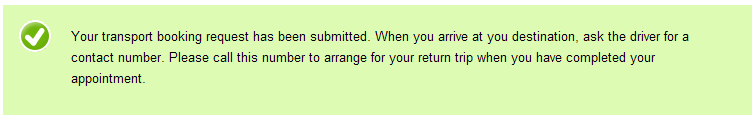 Your transport booking request has been submitted. When you arrive at you destination, ask the driver for a
contact number. Please call this number to arrange for your return trip when you have completed your
appointment.